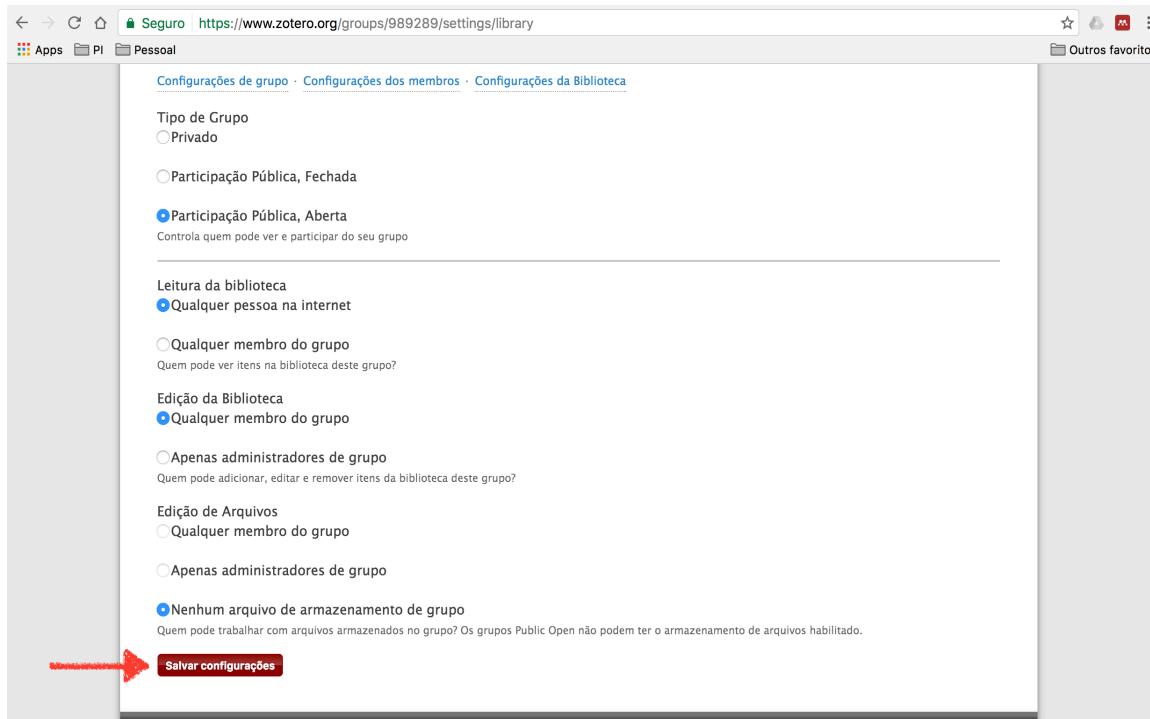 Seguro https://www.zotero.org/groups/989289/settings/library
Apps PI Pessoal Outros favorito
Configurações de grupo · Configurações dos membros · Configurações da Biblioteca
Tipo de Grupo
Privado
Participação Pública, Fechada
Participação Pública, Aberta
Controla quem pode ver e participar do seu grupo
Leitura da biblioteca
Qualquer pessoa na internet
Qualquer membro do grupo
Quem pode ver itens na biblioteca deste grupo?
Edição da Biblioteca
Qualquer membro do grupo
Apenas administradores de grupo
Quem pode adicionar, editar e remover itens da biblioteca deste grupo?
Edição de Arquivos
Qualquer membro do grupo
Apenas administradores de grupo
Nenhum arquivo de armazenamento de grupo
Quem pode trabalhar com arquivos armazenados no grupo? Os grupos Public Open não podem ter o armazenamento de arquivos habilitado.
Salvar configurações